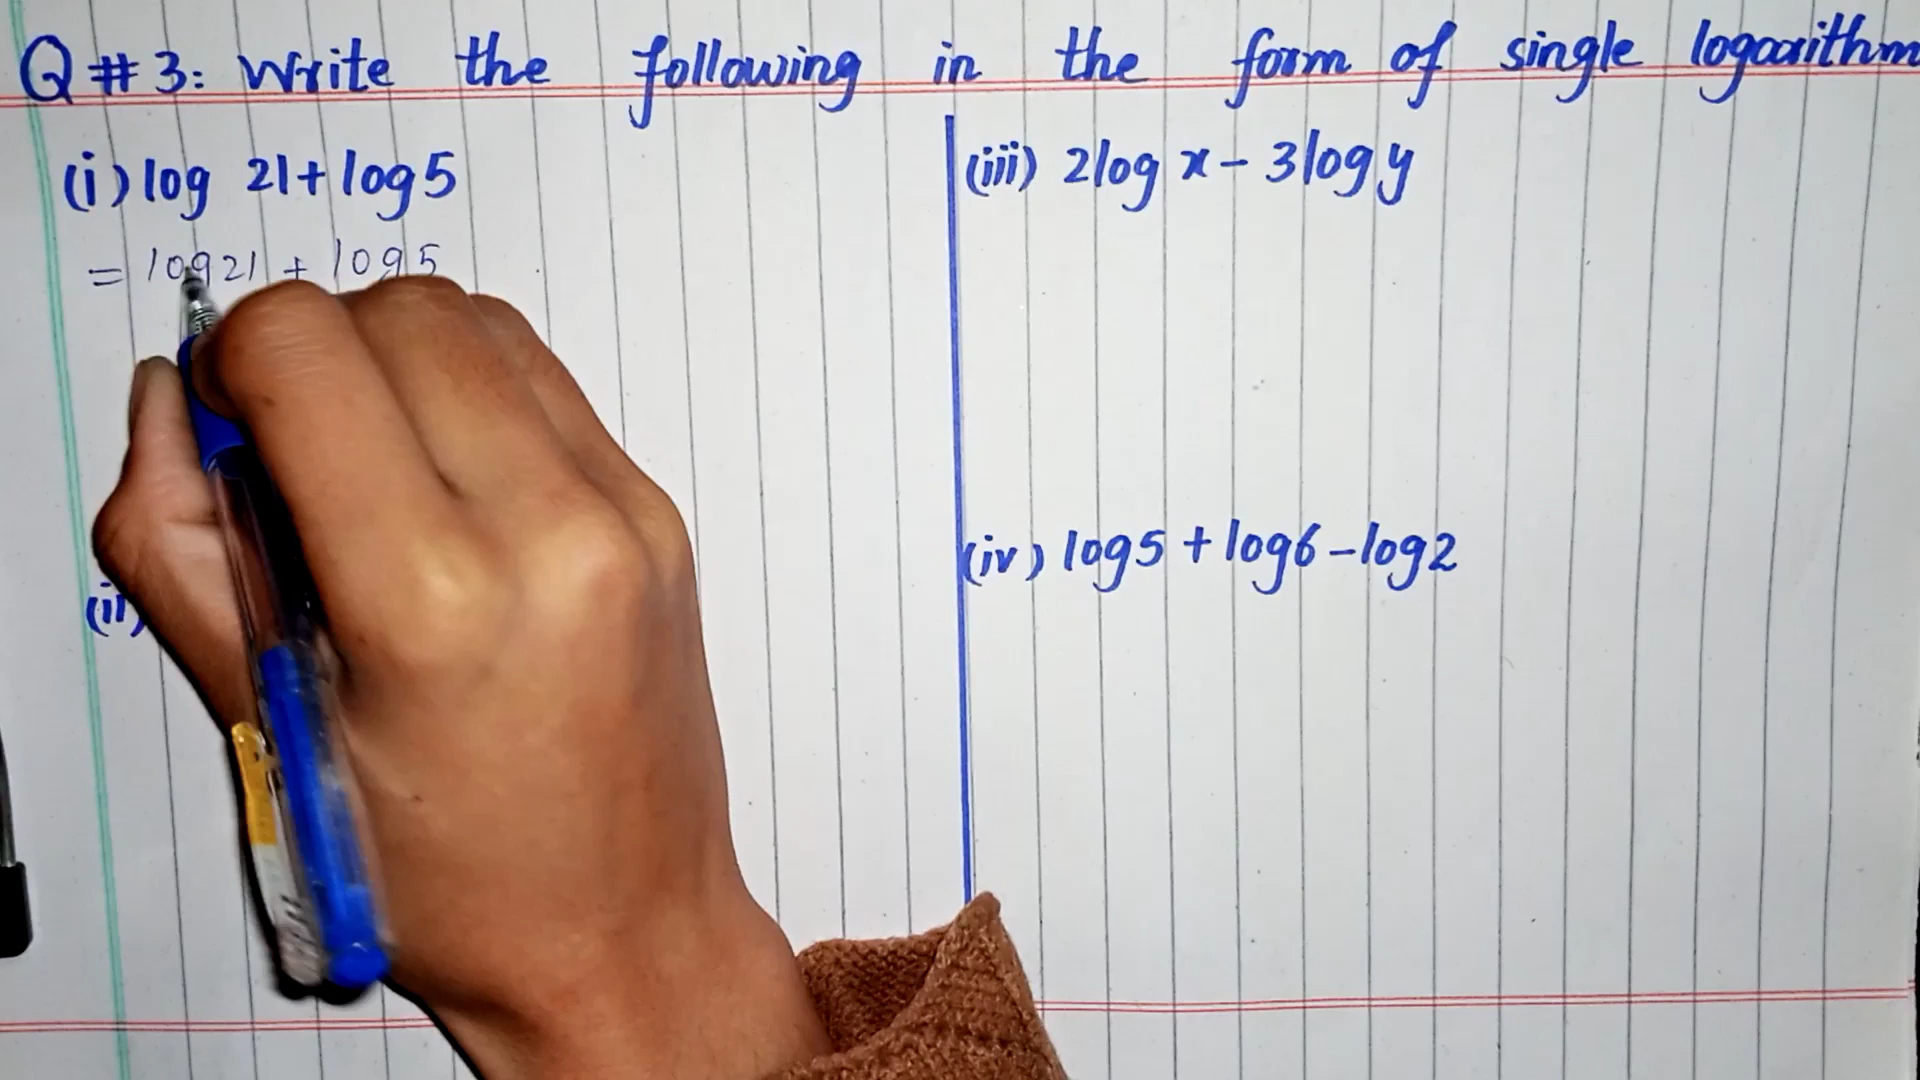 Q # 3: Write the following in the form of single logarithm
(i) log 21 + log 5
= log 21 + log 5
(ii)
(iii) 2log x - 3log y
(iv) log 5 + log 6 - log 2